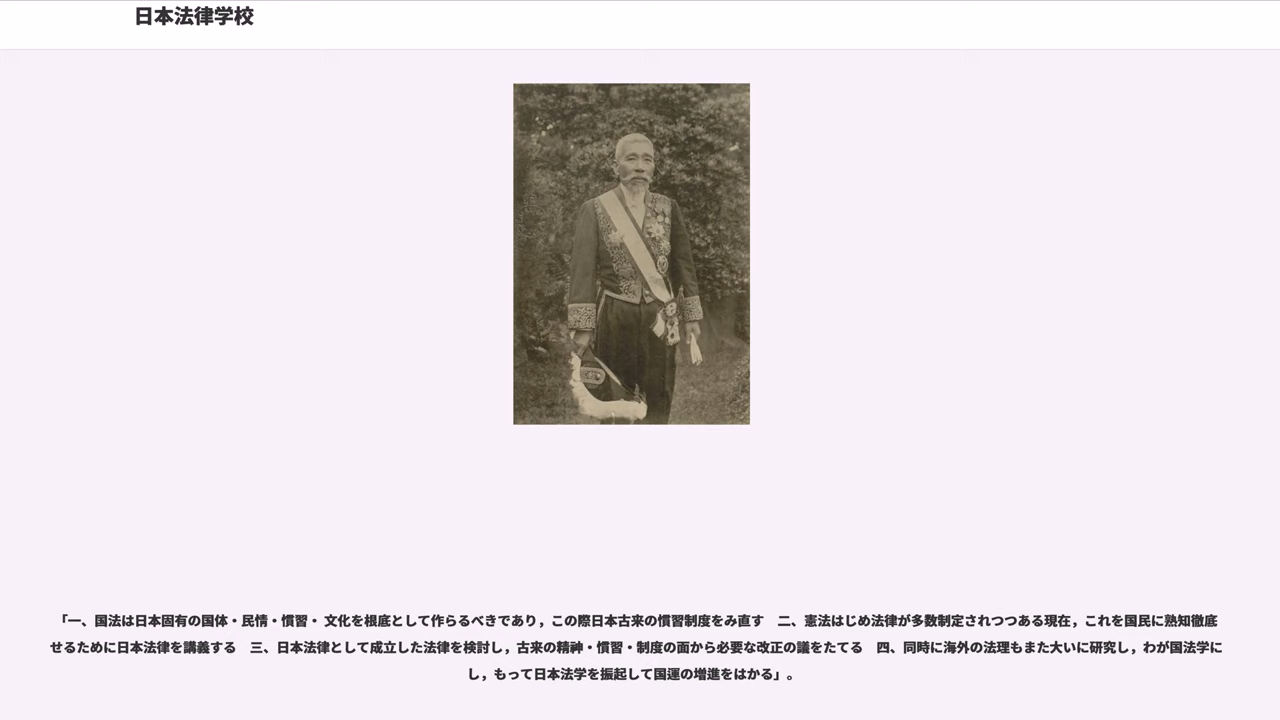 日本法律学校
「一、国法は日本固有の国体・民情・慣習・ 文化を根底として作らるべきであり，この際日本古来の慣習制度をみ直す　二、憲法はじめ法律が多数制定されつつある現在，これを国民に熟知徹底
せるために日本法律を講義する　三、日本法律として成立した法律を検討し，古来の精神・慣習・制度の面から必要な改正の議をたてる　四、同時に海外の法理もまた大いに研究し，わが国法学に
し，もって日本法学を振起して国運の増進をはかる」。